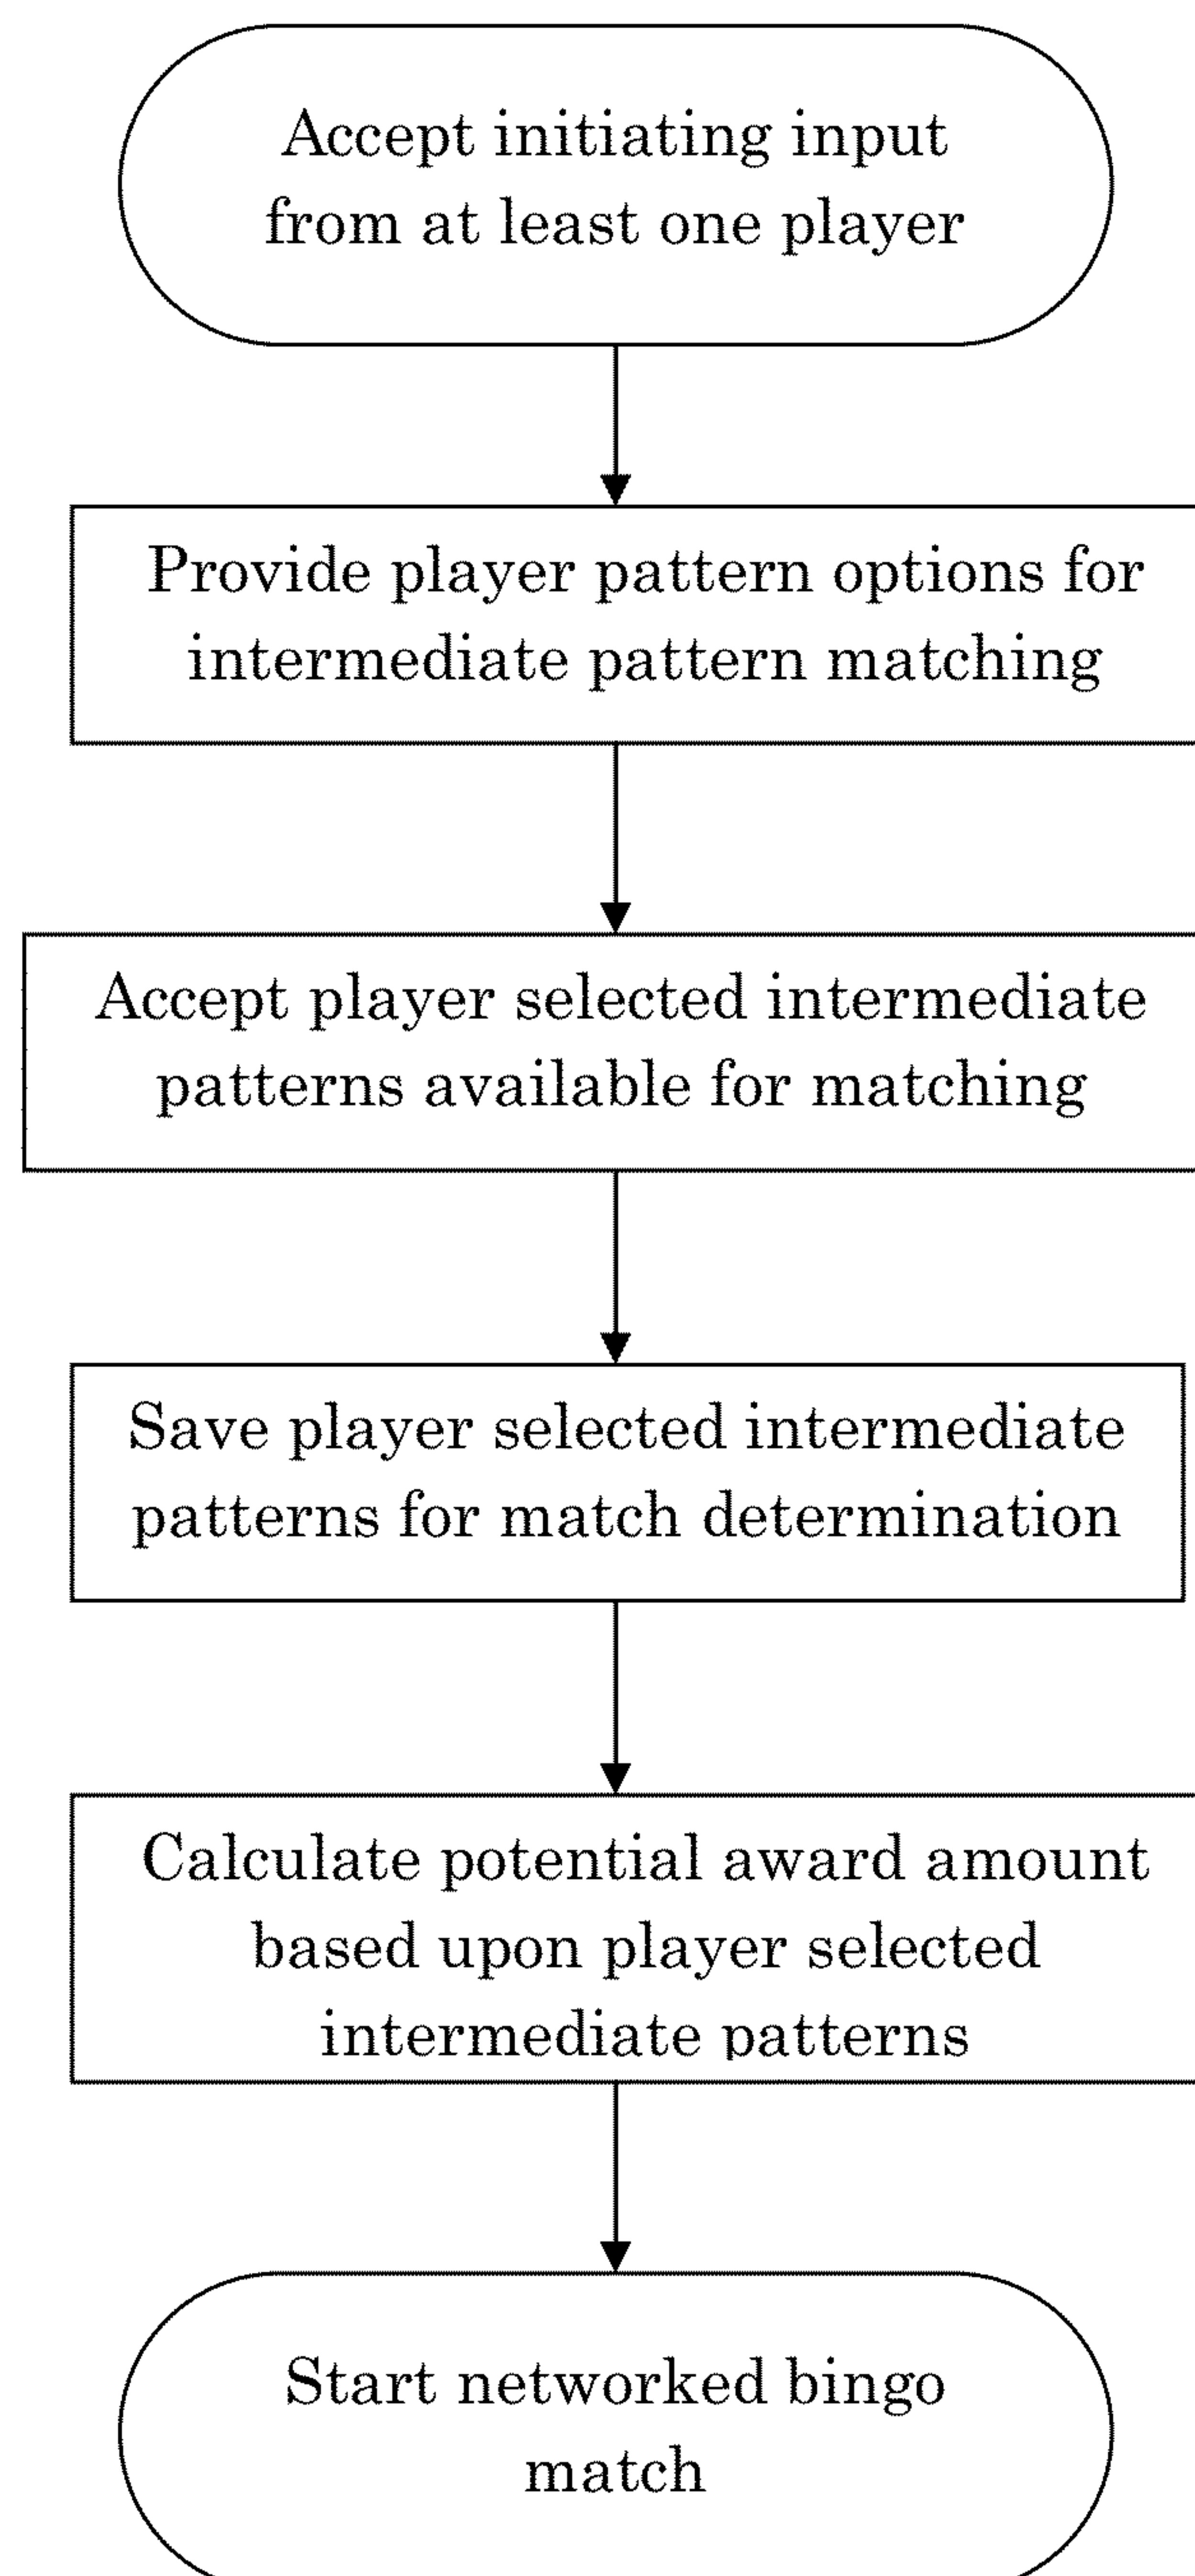 Accept initiating input
from at least one player
Provide player pattern options for
intermediate pattern matching
Accept player selected intermediate
patterns available for matching
Save player selected intermediate
patterns for match determination
Calculate potential award amount
based upon player selected
intermediate patterns
Start networked bingo
match